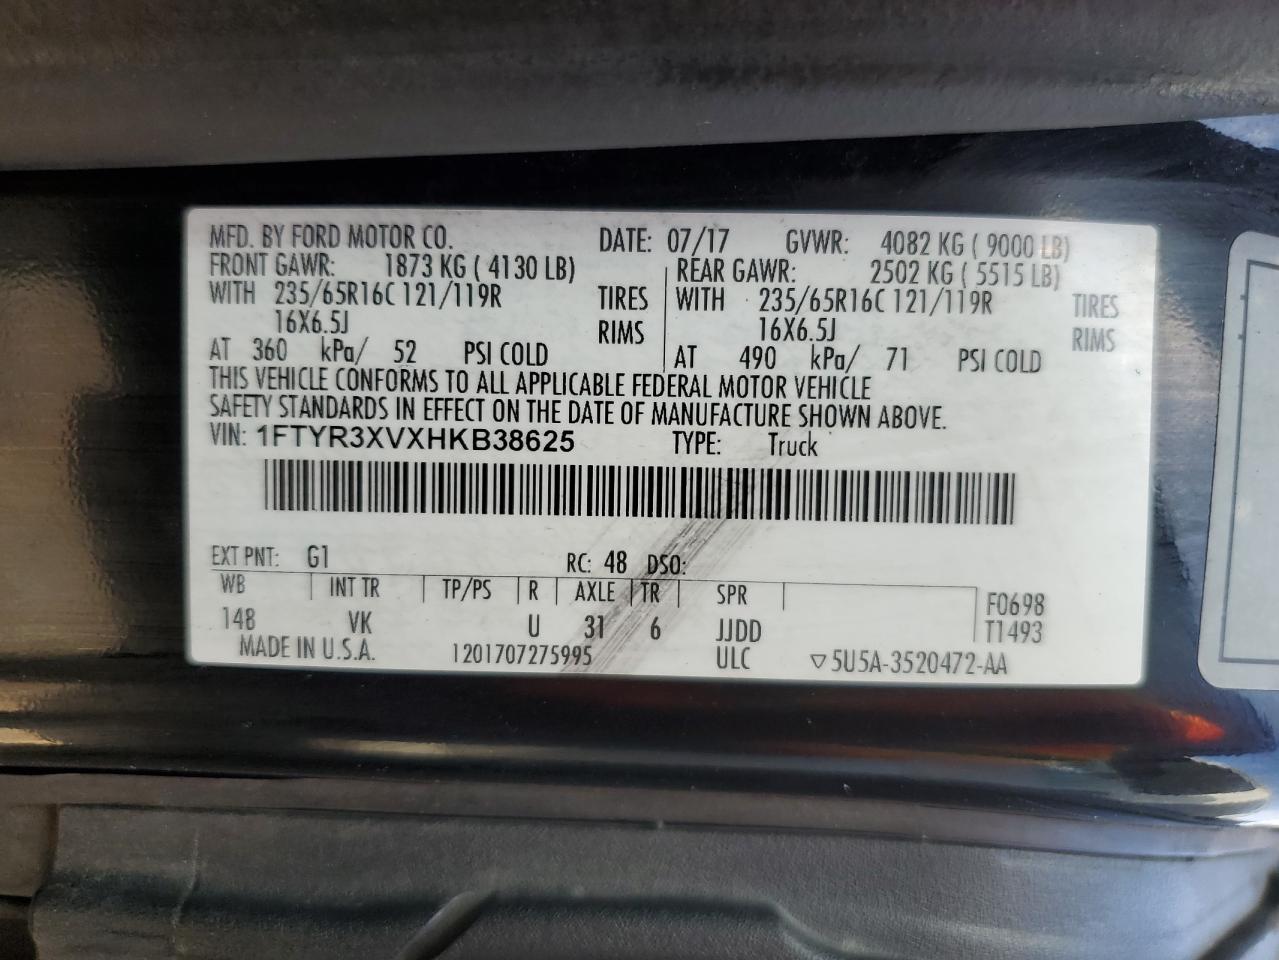 MFD. BY FORD MOTOR CO. DATE: 07/17 GVWR: 4082 KG ( 9000 LB)
FRONT GAWR: 1873 KG ( 4130 LB) REAR GAWR: 2502 KG ( 5515 LB)
WITH 235/65R16C 121/119R TIRES WITH 235/65R16C 121/119R TIRES
16X6.5J RIMS 16X6.5J RIMS
AT 360 kPa/ 52 PSI COLD AT 490 kPa/ 71 PSI COLD
THIS VEHICLE CONFORMS TO ALL APPLICABLE FEDERAL MOTOR VEHICLE
SAFETY STANDARDS IN EFFECT ON THE DATE OF MANUFACTURE SHOWN ABOVE.
VIN: 1FTYR3XVXHKB38625 TYPE: Truck
EXT PNT: G1 RC: 48 DSO:
WB INT TR TP/PS R AXLE TR SPR F0698
148 VK U 31 6 JJDD T1493
MADE IN U.S.A. 1201707275995 ULC ▽5U5A-3520472-AA